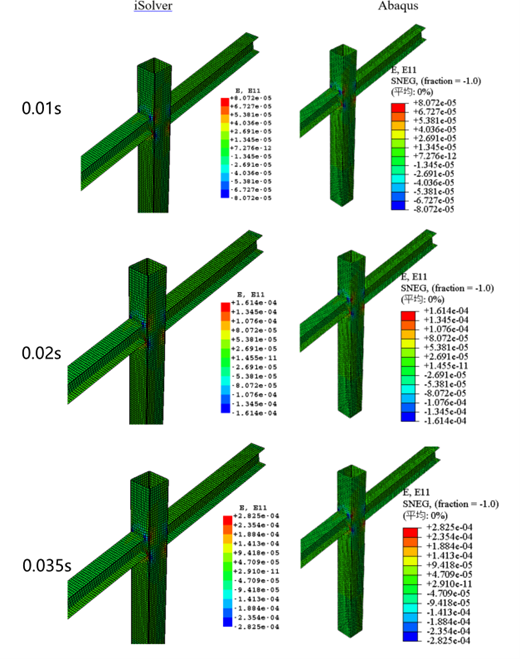 iSolver
Abaqus
0.01s
E, E11
+8.072e-05
+6.727e-05
+5.381e-05
+4.036e-05
+2.691e-05
+1.345e-05
+7.276e-12
-1.345e-05
-2.691e-05
-4.036e-05
-5.381e-05
-6.727e-05
-8.072e-05
E, E11
SNEG, (fraction = -1.0)
(平均: 0%)
+8.072e-05
+6.727e-05
+5.381e-05
+4.036e-05
+2.691e-05
+1.345e-05
+7.276e-12
-1.345e-05
-2.691e-05
-4.036e-05
-5.381e-05
-6.727e-05
-8.072e-05
0.02s
E, E11
+1.614e-04
+1.345e-04
+1.076e-04
+8.072e-05
+5.381e-05
+2.691e-05
+1.455e-11
-2.691e-05
-5.381e-05
-8.072e-05
-1.076e-04
-1.345e-04
-1.614e-04
E, E11
SNEG, (fraction = -1.0)
(平均: 0%)
+1.614e-04
+1.345e-04
+1.076e-04
+8.072e-05
+5.381e-05
+2.691e-05
+1.455e-11
-2.691e-05
-5.381e-05
-8.072e-05
-1.076e-04
-1.345e-04
-1.614e-04
0.035s
E, E11
+2.825e-04
+2.354e-04
+1.884e-04
+1.413e-04
+9.418e-05
+4.709e-05
+2.910e-11
-4.709e-05
-9.418e-05
-1.413e-04
-1.884e-04
-2.354e-04
-2.825e-04
E, E11
SNEG, (fraction = -1.0)
(平均: 0%)
+2.825e-04
+2.354e-04
+1.884e-04
+1.413e-04
+9.418e-05
+4.709e-05
+2.910e-11
-4.709e-05
-9.418e-05
-1.413e-04
-1.884e-04
-2.354e-04
-2.825e-04